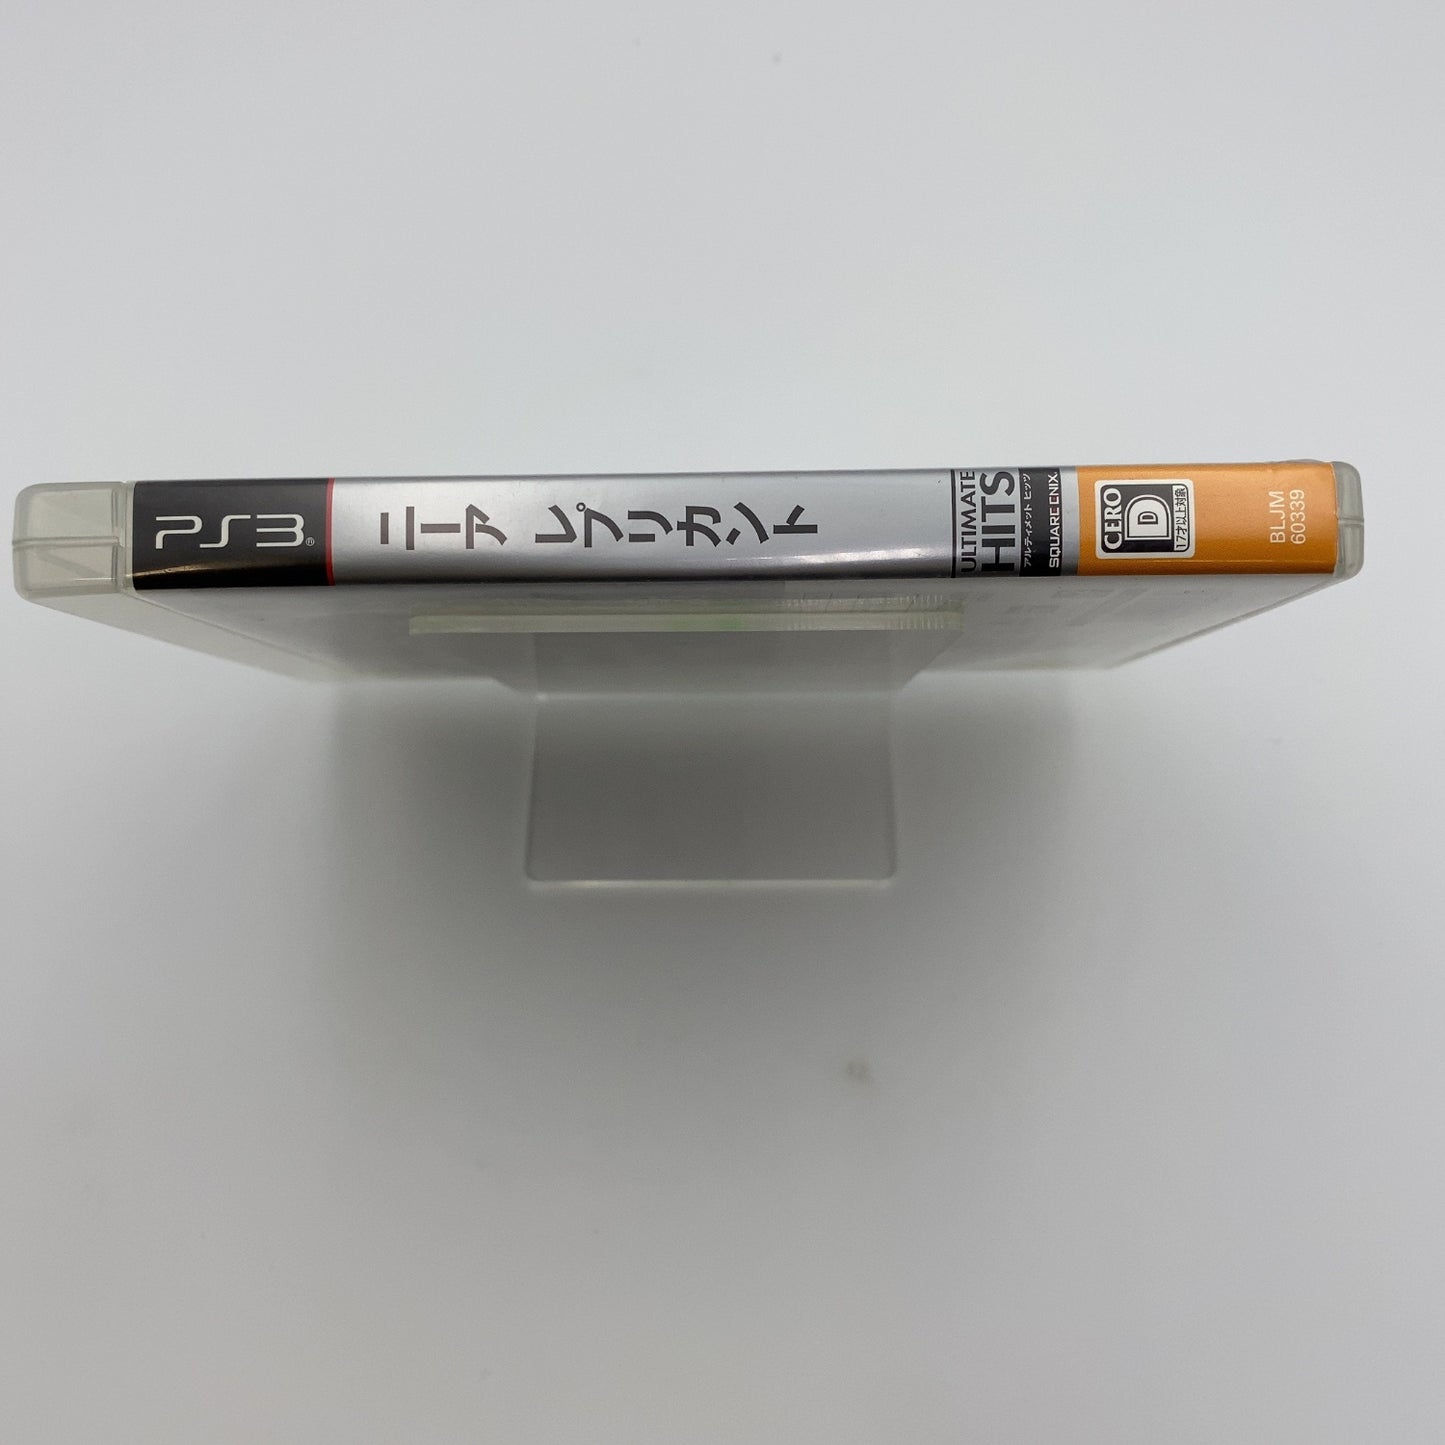 PS3®
ニーア レプリカント
ULTIMATE
HITS
アルティメット ヒッツ
SQUARE ENIX.
CERO
D
17才以上対象
BLJM
60339